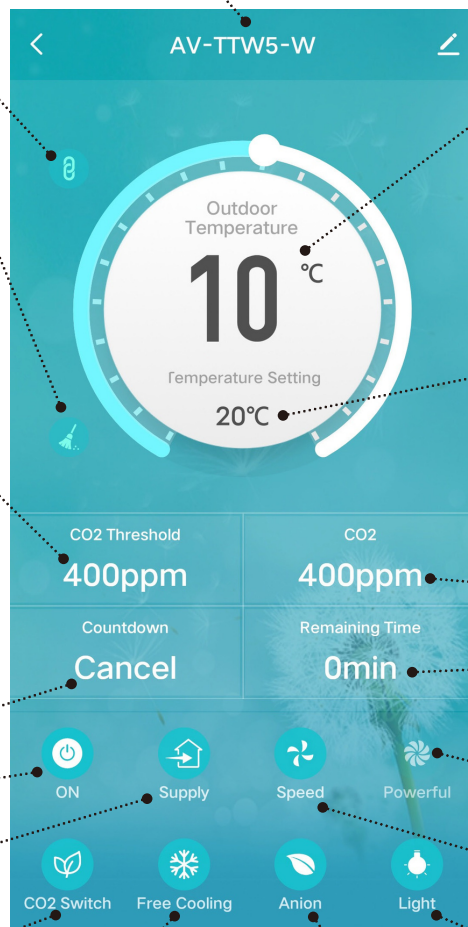 AV-TTW5-W
Outdoor
Temperature
10 ℃
Temperature Setting
20℃
CO2 Threshold
400ppm
CO2
400ppm
Countdown
Cancel
Remaining Time
0min
ON
Supply
Speed
Powerful
CO2 Switch
Free Cooling
Anion
Light